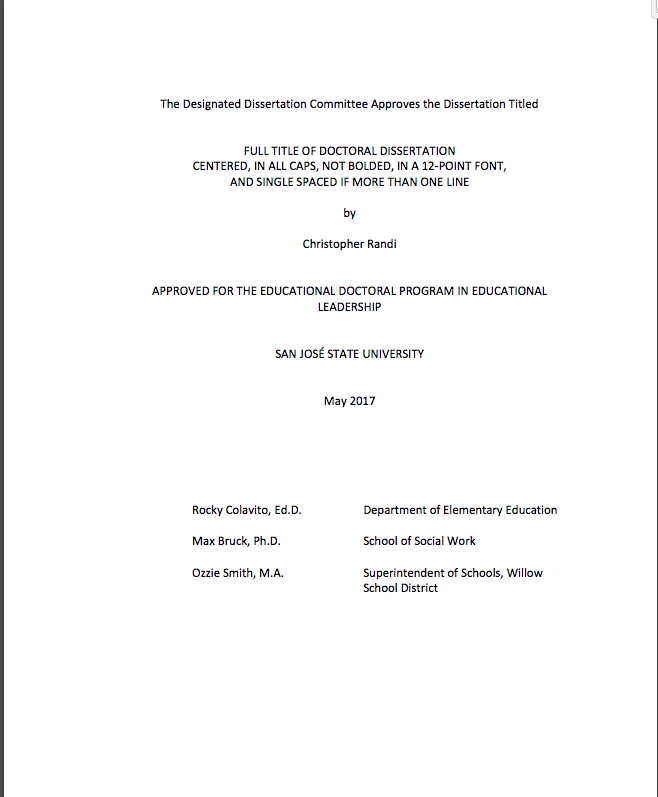 The Designated Dissertation Committee Approves the Dissertation Titled
FULL TITLE OF DOCTORAL DISSERTATION
CENTERED, IN ALL CAPS, NOT BOLDED, IN A 12-POINT FONT,
AND SINGLE SPACED IF MORE THAN ONE LINE
by
Christopher Randi
APPROVED FOR THE EDUCATIONAL DOCTORAL PROGRAM IN EDUCATIONAL
LEADERSHIP
SAN JOSÉ STATE UNIVERSITY
May 2017
Rocky Colavito, Ed.D. Department of Elementary Education
Max Bruck, Ph.D. School of Social Work
Ozzie Smith, M.A. Superintendent of Schools, Willow
School District